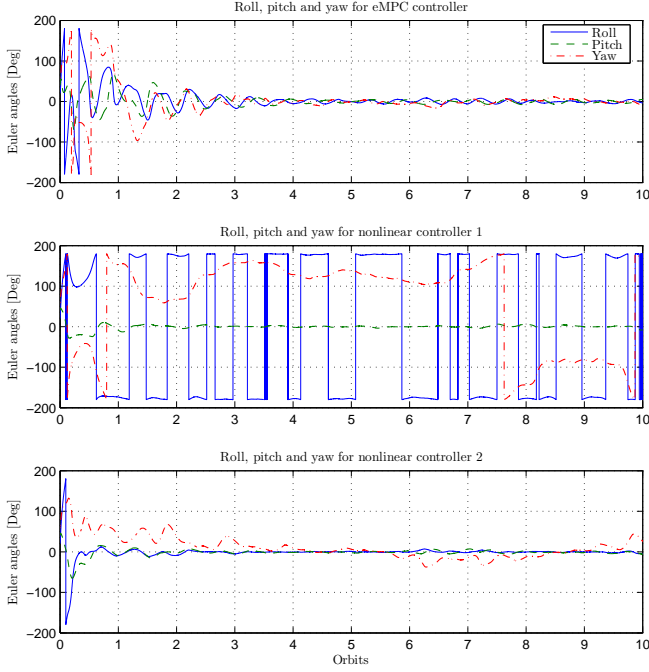 Roll, pitch and yaw for eMPC controller
Euler angles [Deg]
200
100
0
−100
−200
Roll
Pitch
Yaw
0 1 2 3 4 5 6 7 8 9 10
Roll, pitch and yaw for nonlinear controller 1
Euler angles [Deg]
200
100
0
−100
−200
0 1 2 3 4 5 6 7 8 9 10
Roll, pitch and yaw for nonlinear controller 2
Euler angles [Deg]
200
100
0
−100
−200
0 1 2 3 4 5 6 7 8 9 10
Orbits